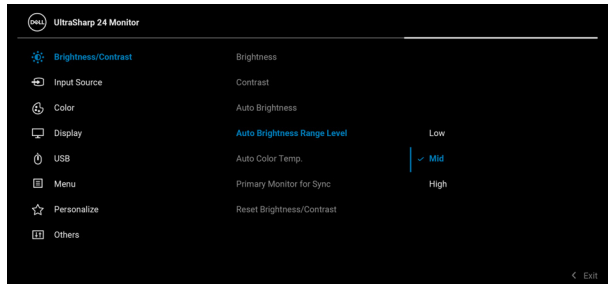 DELL UltraSharp 24 Monitor
Brightness/Contrast
Input Source
Color
Display
USB
Menu
Personalize
Others
Brightness
Contrast
Auto Brightness
Auto Brightness Range Level
Auto Color Temp.
Primary Monitor for Sync
Reset Brightness/Contrast
Low
Mid
High
Exit